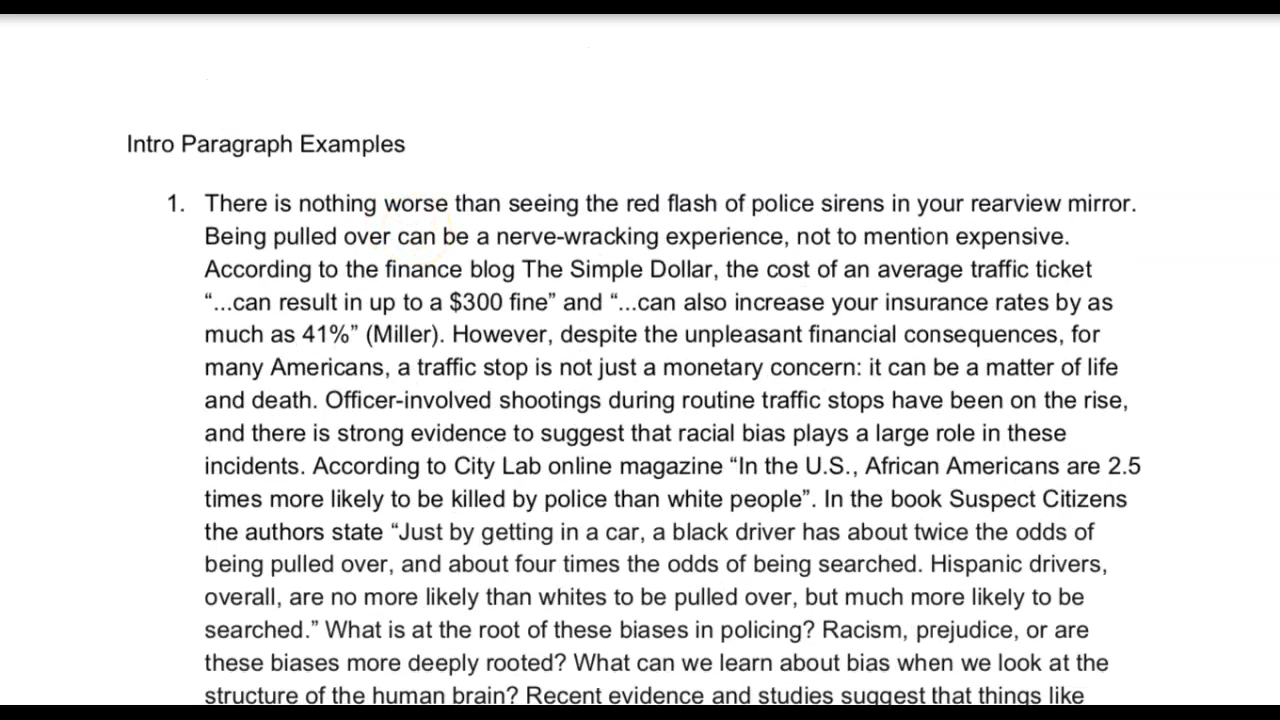 Intro Paragraph Examples
1. There is nothing worse than seeing the red flash of police sirens in your rearview mirror.
Being pulled over can be a nerve-wracking experience, not to mention expensive.
According to the finance blog The Simple Dollar, the cost of an average traffic ticket
“...can result in up to a $300 fine” and “...can also increase your insurance rates by as
much as 41%” (Miller). However, despite the unpleasant financial consequences, for
many Americans, a traffic stop is not just a monetary concern: it can be a matter of life
and death. Officer-involved shootings during routine traffic stops have been on the rise,
and there is strong evidence to suggest that racial bias plays a large role in these
incidents. According to City Lab online magazine “In the U.S., African Americans are 2.5
times more likely to be killed by police than white people”. In the book Suspect Citizens
the authors state “Just by getting in a car, a black driver has about twice the odds of
being pulled over, and about four times the odds of being searched. Hispanic drivers,
overall, are no more likely than whites to be pulled over, but much more likely to be
searched.” What is at the root of these biases in policing? Racism, prejudice, or are
these biases more deeply rooted? What can we learn about bias when we look at the
structure of the human brain? Recent evidence and studies suggest that things like